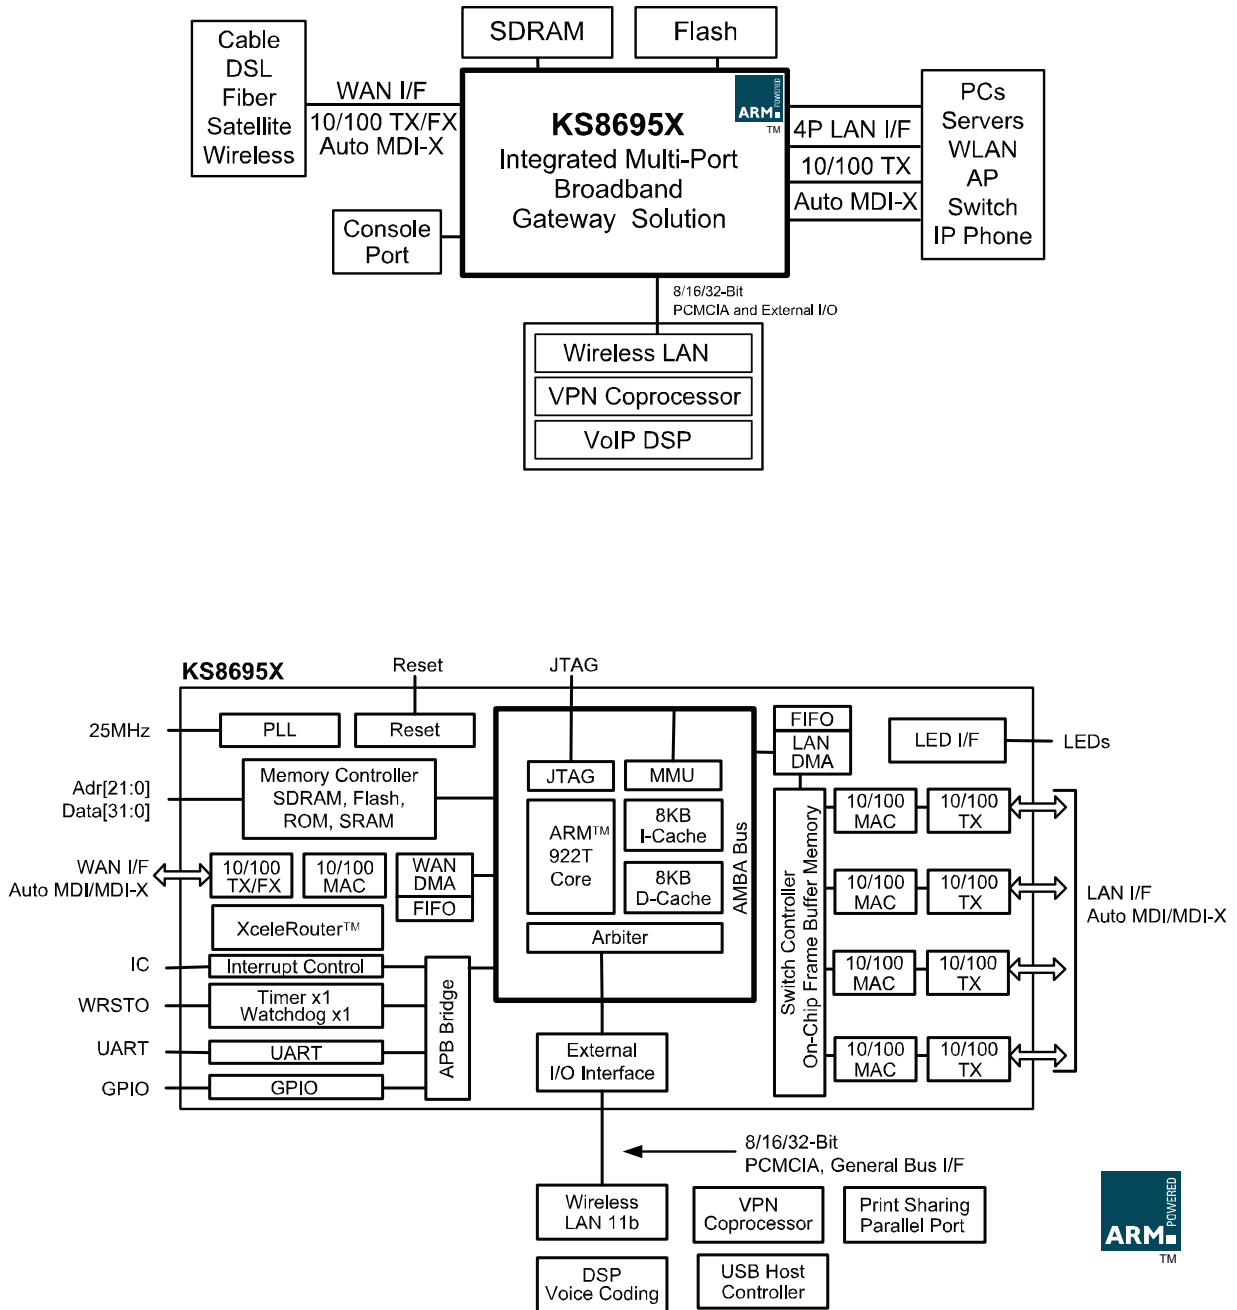 SDRAM
Flash
Cable
DSL
Fiber
Satellite
Wireless
WAN I/F
10/100 TX/FX
Auto MDI-X
KS8695X
Integrated Multi-Port
Broadband
Gateway Solution
ARM POWERED
TM
4P LAN I/F
10/100 TX
Auto MDI-X
PCs
Servers
WLAN
AP
Switch
IP Phone
Console
Port
8/16/32-Bit
PCMCIA and External I/O
Wireless LAN
VPN Coprocessor
VoIP DSP
KS8695X
Reset
JTAG
25MHz
PLL
Reset
Adr[21:0]
Data[31:0]
Memory Controller
SDRAM, Flash,
ROM, SRAM
WAN I/F
Auto MDI/MDI-X
10/100
TX/FX
10/100
MAC
WAN
DMA
FIFO
XceleRouter™
IC
Interrupt Control
WRSTO
Timer x1
Watchdog x1
UART
UART
GPIO
GPIO
APB Bridge
JTAG
MMU
ARM™
922T
Core
8KB
I-Cache
8KB
D-Cache
Arbiter
AMBA Bus
External
I/O Interface
FIFO
LAN
DMA
LED I/F
LEDs
Switch Controller
On-Chip Frame Buffer Memory
10/100
MAC
10/100
TX
10/100
MAC
10/100
TX
10/100
MAC
10/100
TX
10/100
MAC
10/100
TX
LAN I/F
Auto MDI/MDI-X
8/16/32-Bit
PCMCIA, General Bus I/F
Wireless
LAN 11b
VPN
Coprocessor
Print Sharing
Parallel Port
DSP
Voice Coding
USB Host
Controller
ARM POWERED
TM